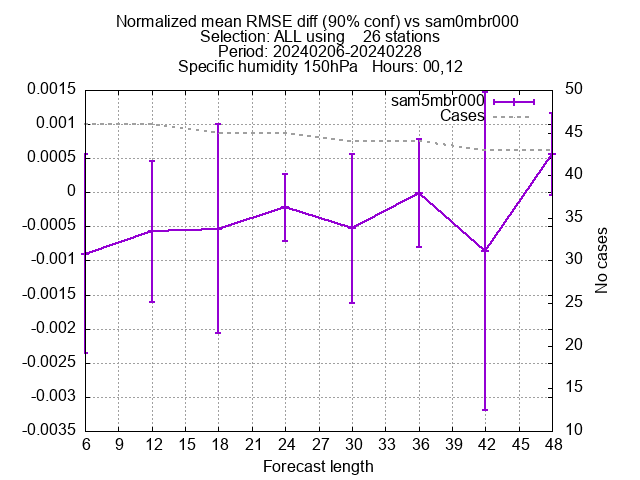 Normalized mean RMSE diff (90% conf) vs sam0mbr000
Selection: ALL using    26 stations
Period: 20240206-20240228
Specific humidity 150hPa   Hours: 00,12
sam5mbr000
Cases
0.0015
0.001
0.0005
0
-0.0005
-0.001
-0.0015
-0.002
-0.0025
-0.003
-0.0035
50
45
40
35
30
25
20
15
10
No cases
6 9 12 15 18 21 24 27 30 33 36 39 42 45 48
Forecast length